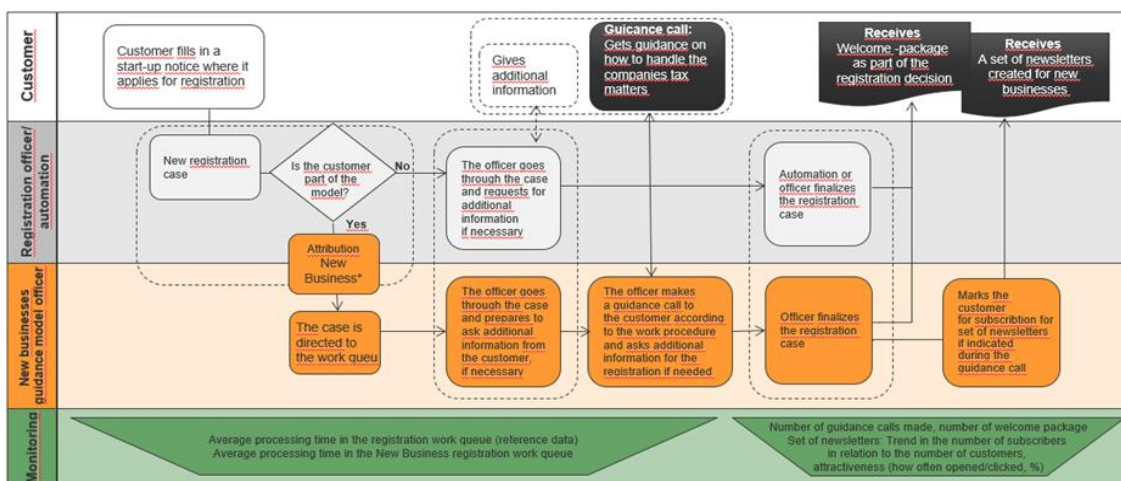 Customer
Customer fills in a
start-up notice where it
applies for registration
Gives
additional
information
Guicance call:
Gets guidance on
how to handle the
companies tax
matters
Receives
Welcome -package
as part of the
registration decision
Receives
A set of newsletters
created for new
businesses
Registration officer/
automation
New registration
case
Is the customer
part of the
model?
No
Yes
The officer goes
through the case
and requests for
additional
information
if necessary
Automation or
officer finalizes
the registration
case
Attribution
New
Business*
New businesses
guidance model officer
The case is
directed to
the work queu
The officer goes
through the case
and prepares to
ask additional
information from
the customer,
if necessary
The officer makes
a guidance call to
the customer according
to the work procedure
and asks additional
information for the
registration if needed
Officer finalizes
the registration
case
Marks the
customer
for subscribtion for
set of newsletters
if indicated
during the
guidance call
Monitoring
Average processing time in the registration work queue (reference data)
Average processing time in the New Business registration work queue
Number of guidance calls made, number of welcome package
Set of newsletters: Trend in the number of subscribers
in relation to the number of customers,
attractiveness (how often opened/clicked, %)